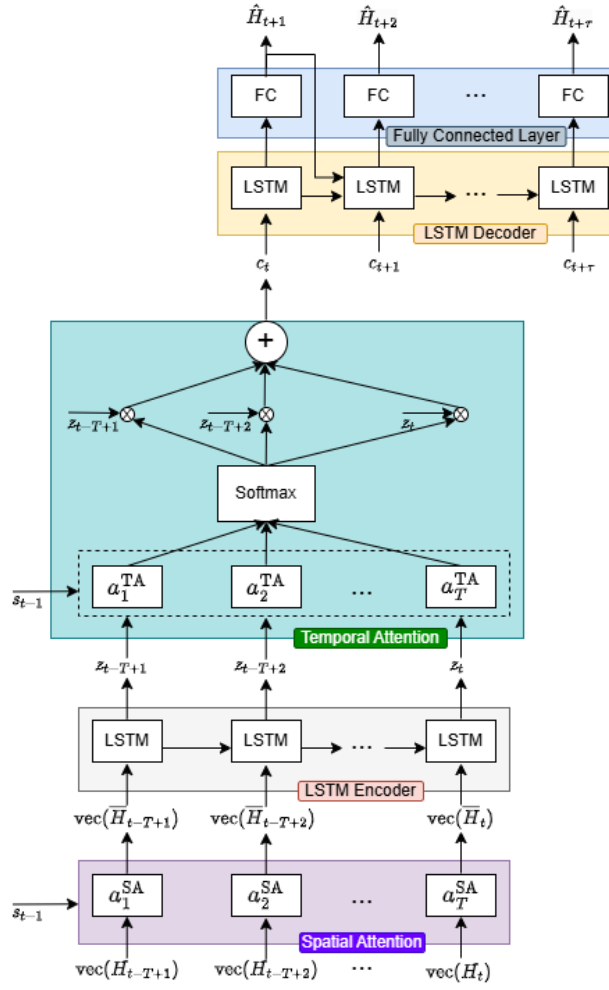 Ĥ_{t+1} Ĥ_{t+2} Ĥ_{t+τ}
FC FC ... FC
Fully Connected Layer
LSTM LSTM ... LSTM
LSTM Decoder
c_t c_{t+1} c_{t+τ}
+
z_{t−T+1} ⊗ z_{t−T+2} ⊗ z_t ⊗
Softmax
a_1^{TA} a_2^{TA} ... a_T^{TA}
s_{t−1}
Temporal Attention
z_{t−T+1} z_{t−T+2} z_t
LSTM LSTM ... LSTM
LSTM Encoder
vec(H̅_{t−T+1}) vec(H̅_{t−T+2}) vec(H̅_t)
a_1^{SA} a_2^{SA} ... a_T^{SA}
s_{t−1}
Spatial Attention
vec(H_{t−T+1}) vec(H_{t−T+2}) ... vec(H_t)